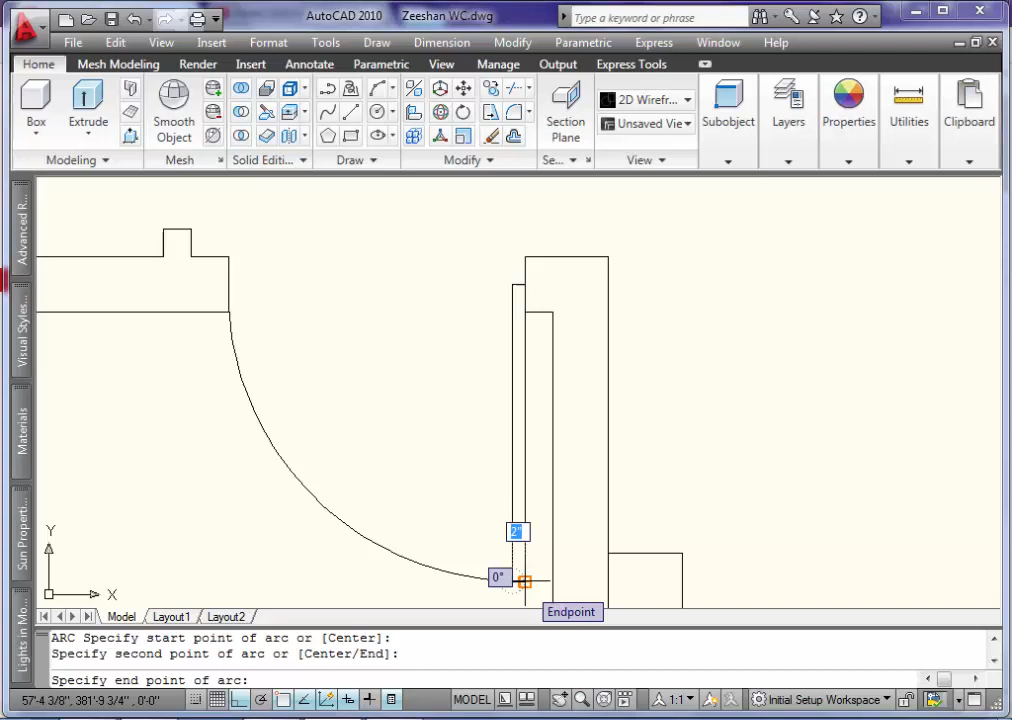 AutoCAD 2010 Zeeshan WC.dwg Type a keyword or phrase
File Edit View Insert Format Tools Draw Dimension Modify Parametric Express Window Help
Home Mesh Modeling Render Insert Annotate Parametric View Manage Output Express Tools
Box Extrude Smooth Object Section Plane 2D Wirefr... Unsaved Vie Subobject Layers Properties Utilities Clipboard
Modeling Mesh Solid Editi... Draw Modify Se... View
Advanced R...
Visual Styles...
Materials
Sun Properti...
Lights in Mo...
2"
0°
Endpoint
Y
X
Model Layout1 Layout2
ARC Specify start point of arc or [Center]:
Specify second point of arc or [Center/End]:
Specify end point of arc:
57'-4 3/8", 381'-9 3/4" , 0'-0" MODEL 1:1 Initial Setup Workspace